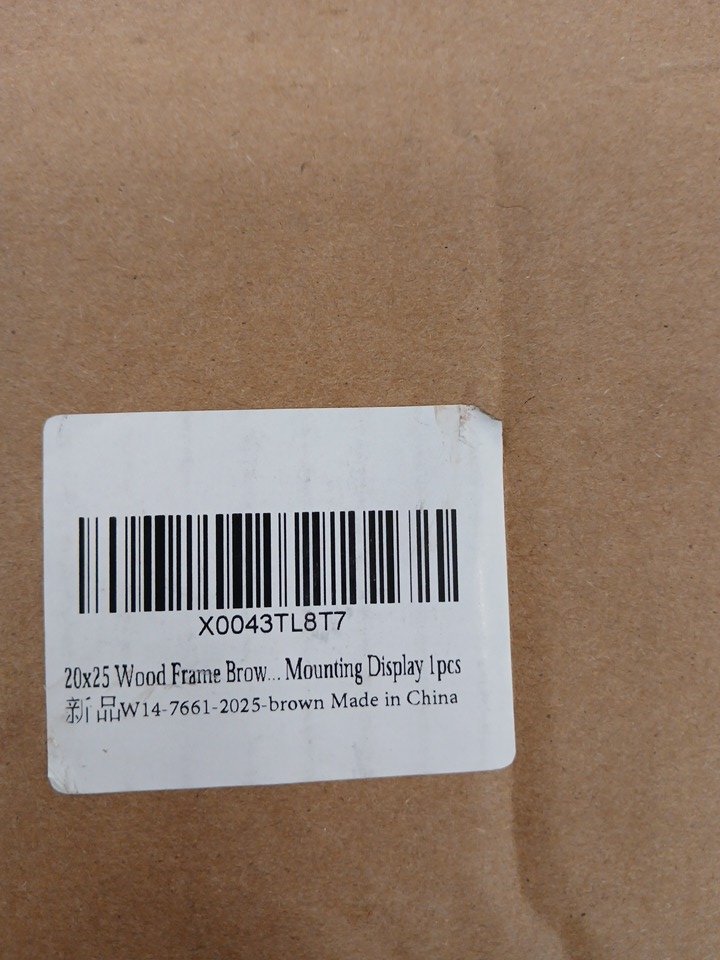 X0043TL8T7
20x25 Wood Frame Brow... Mounting Display 1pcs
新品W14-7661-2025-brown Made in China